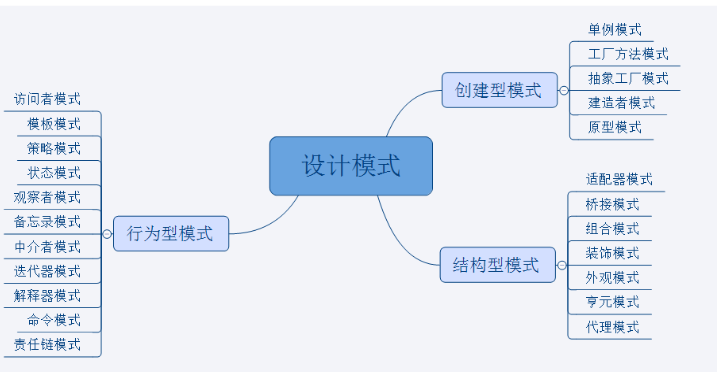 设计模式
创建型模式
单例模式
工厂方法模式
抽象工厂模式
建造者模式
原型模式
结构型模式
适配器模式
桥接模式
组合模式
装饰模式
外观模式
亨元模式
代理模式
行为型模式
访问者模式
模板模式
策略模式
状态模式
观察者模式
备忘录模式
中介者模式
迭代器模式
解释器模式
命令模式
责任链模式